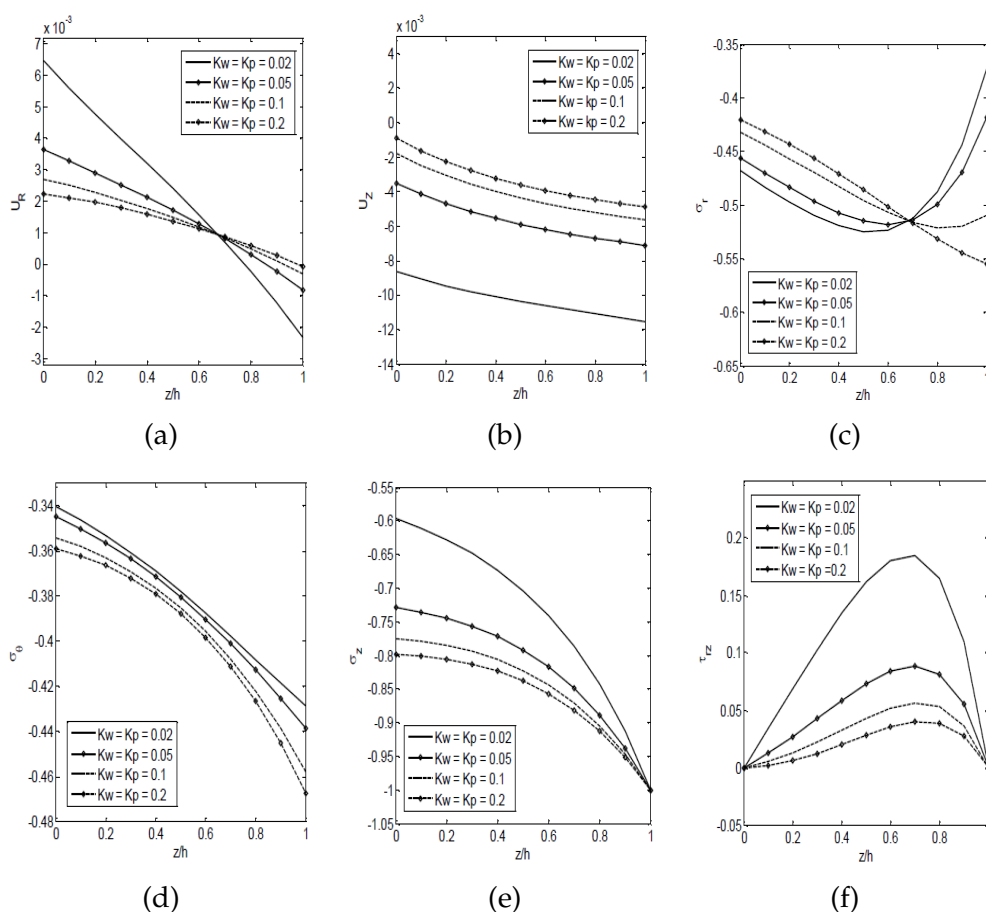 x 10⁻³
7
6
5
4
3
2
1
0
1
2
3
U_R
0
0.2
0.4
0.6
0.8
1
z/h
Kw = Kp = 0.02
Kw = Kp = 0.05
Kw = Kp = 0.1
Kw = Kp = 0.2
(a)
x 10⁻³
4
2
0
-2
-4
-6
-8
-10
-12
-14
U_Z
0
0.2
0.4
0.6
0.8
1
z/h
Kw = Kp = 0.02
Kw = Kp = 0.05
Kw = kp = 0.1
Kw = kp = 0.2
(b)
-0.35
-0.4
-0.45
-0.5
-0.55
-0.6
-0.65
σ_r
0
0.2
0.4
0.6
0.8
1
z/h
Kw = Kp = 0.02
Kw = Kp = 0.05
Kw = Kp = 0.1
Kw = Kp = 0.2
(c)
-0.34
-0.36
-0.38
-0.4
-0.42
-0.44
-0.46
-0.48
σ_θ
0
0.2
0.4
0.6
0.8
1
z/h
Kw = Kp = 0.02
Kw = Kp = 0.05
Kw = Kp = 0.1
Kw = Kp = 0.2
(d)
-0.55
-0.6
-0.65
-0.7
-0.75
-0.8
-0.85
-0.9
-0.95
-1
-1.05
σ_z
0
0.2
0.4
0.6
0.8
1
z/h
Kw = Kp = 0.02
Kw = Kp = 0.05
Kw = Kp = 0.1
Kw = Kp = 0.2
(e)
0.2
0.15
0.1
0.05
0
-0.05
τ_rz
0
0.2
0.4
0.6
0.8
1
z/h
Kw = Kp = 0.02
Kw = Kp = 0.05
Kw = Kp = 0.1
Kw = Kp =0.2
(f)